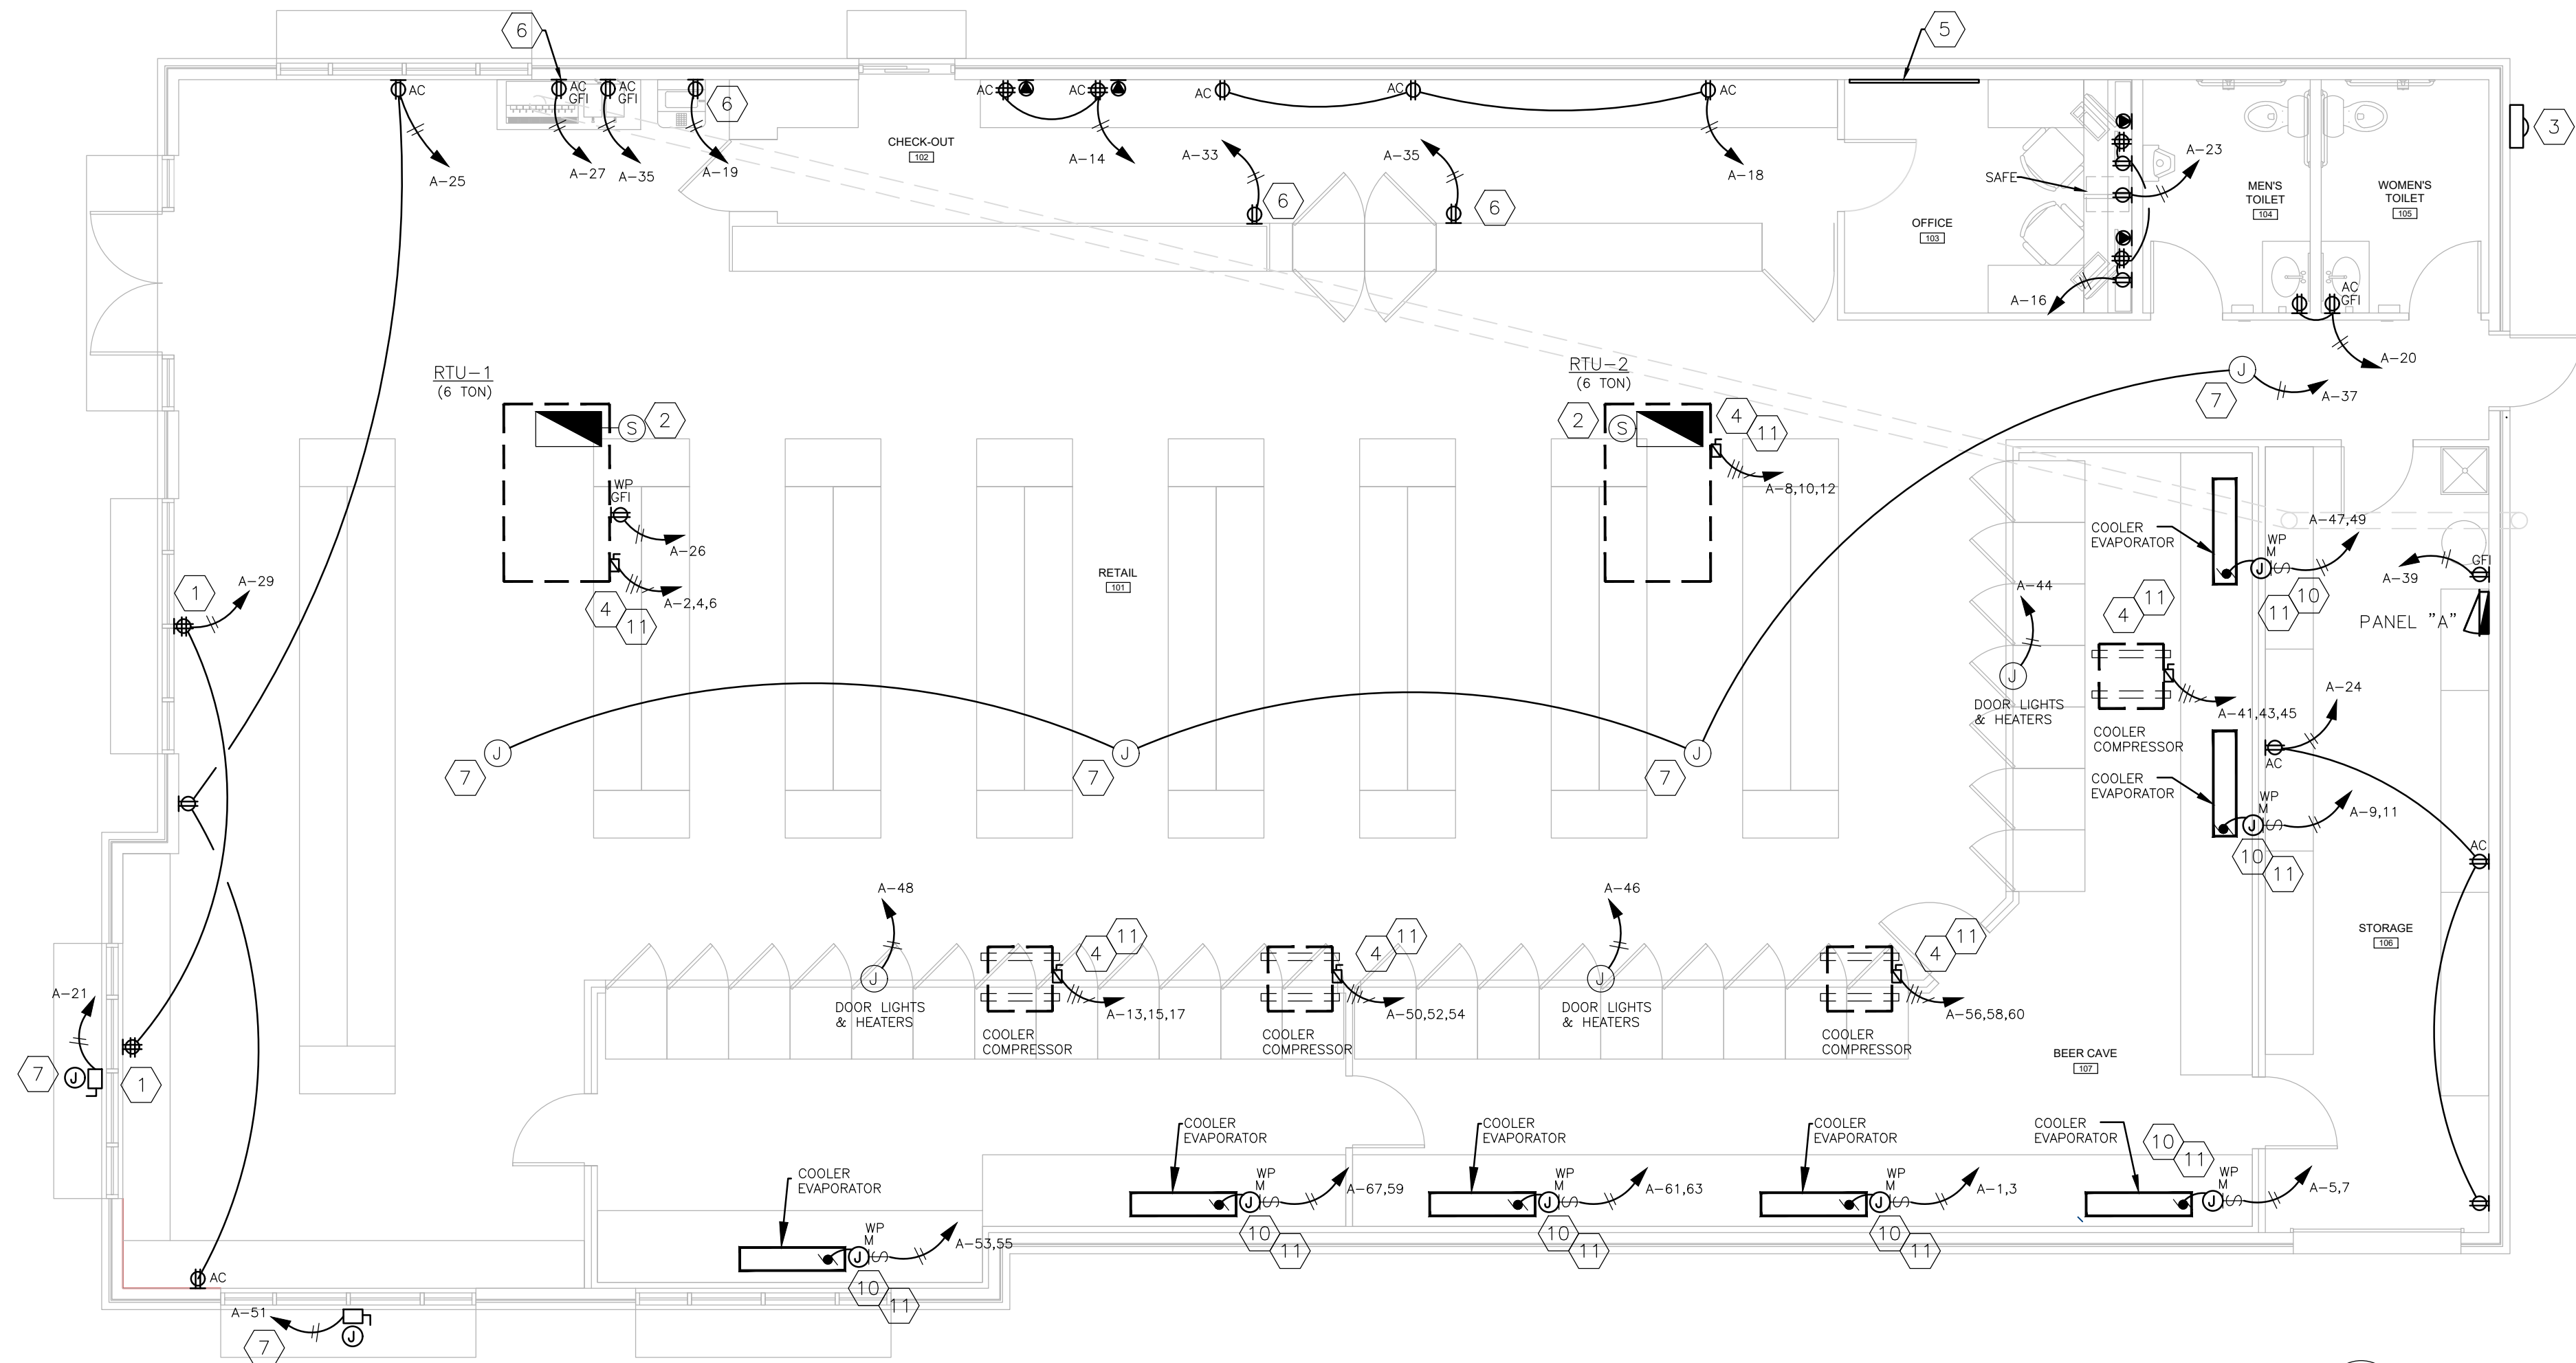 6
5
AC
AC
GFI
AC
GFI
6
AC
AC
AC
AC
AC
3
A-25
A-27
A-35
A-19
CHECK-OUT
102
A-14
A-33
A-35
A-18
6
6
SAFE
A-23
OFFICE
103
MEN'S
TOILET
104
WOMEN'S
TOILET
105
A-16
AC
GFI
A-20
RTU-1
(6 TON)
S
2
RTU-2
(6 TON)
2
S
4
11
J
7
A-37
A-8,10,12
WP
GFI
A-26
A-2,4,6
4
11
RETAIL
101
COOLER
EVAPORATOR
WP
M
J
S
A-47,49
10
11
GFI
A-39
PANEL "A"
1
A-29
A-44
J
DOOR LIGHTS
& HEATERS
4
11
A-41,43,45
COOLER
COMPRESSOR
A-24
AC
J
7
J
7
J
7
COOLER
EVAPORATOR
WP
M
J
S
A-9,11
10
11
AC
STORAGE
106
A-48
J
DOOR LIGHTS
& HEATERS
4
11
A-13,15,17
COOLER
COMPRESSOR
4
11
A-50,52,54
COOLER
COMPRESSOR
A-46
J
DOOR LIGHTS
& HEATERS
4
11
A-56,58,60
COOLER
COMPRESSOR
A-21
7
J
1
BEER CAVE
107
COOLER
EVAPORATOR
WP
M
J
S
A-53,55
10
11
COOLER
EVAPORATOR
WP
M
J
S
A-67,59
10
11
COOLER
EVAPORATOR
WP
M
J
S
A-61,63
10
11
COOLER
EVAPORATOR
WP
M
J
S
A-1,3
10
11
COOLER
EVAPORATOR
10
11
WP
M
J
S
A-5,7
AC
A-51
7
J